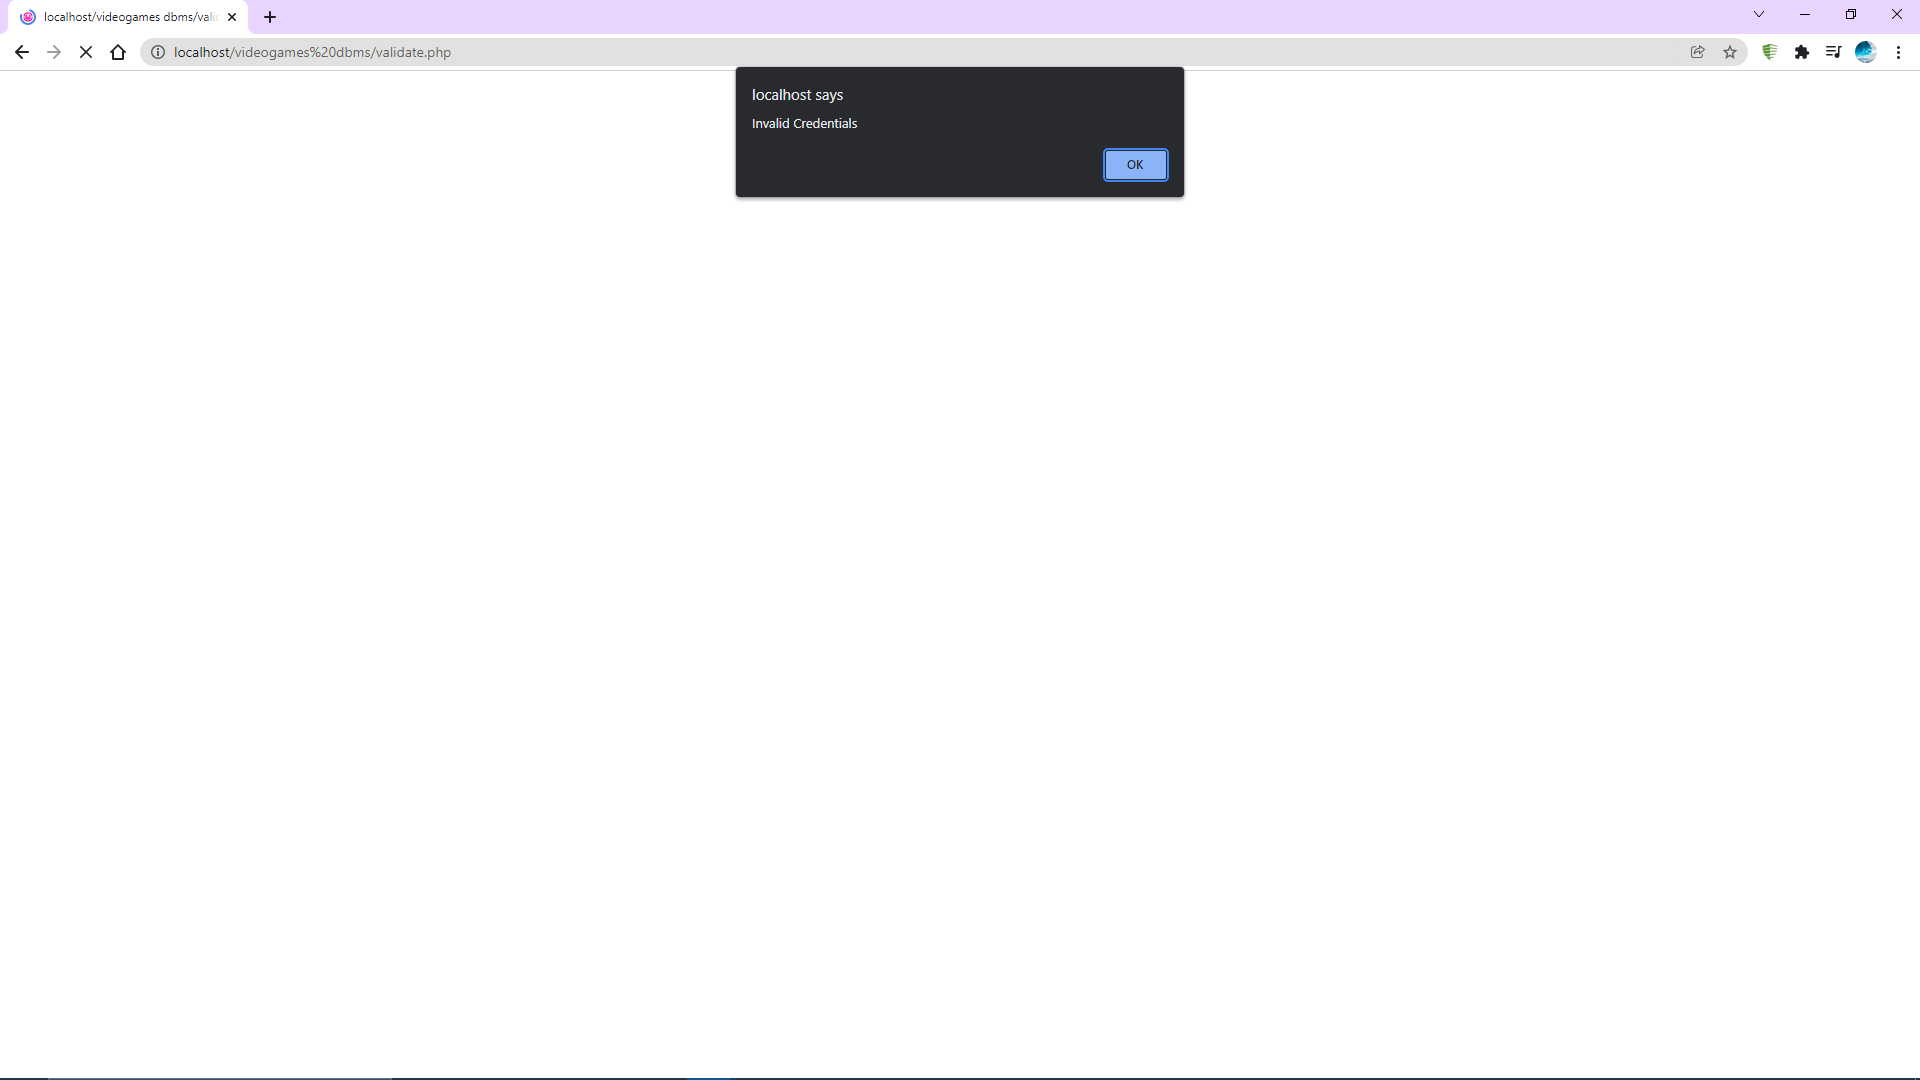 localhost/videogames dbms/vali
localhost/videogames%20dbms/validate.php
localhost says
Invalid Credentials
OK